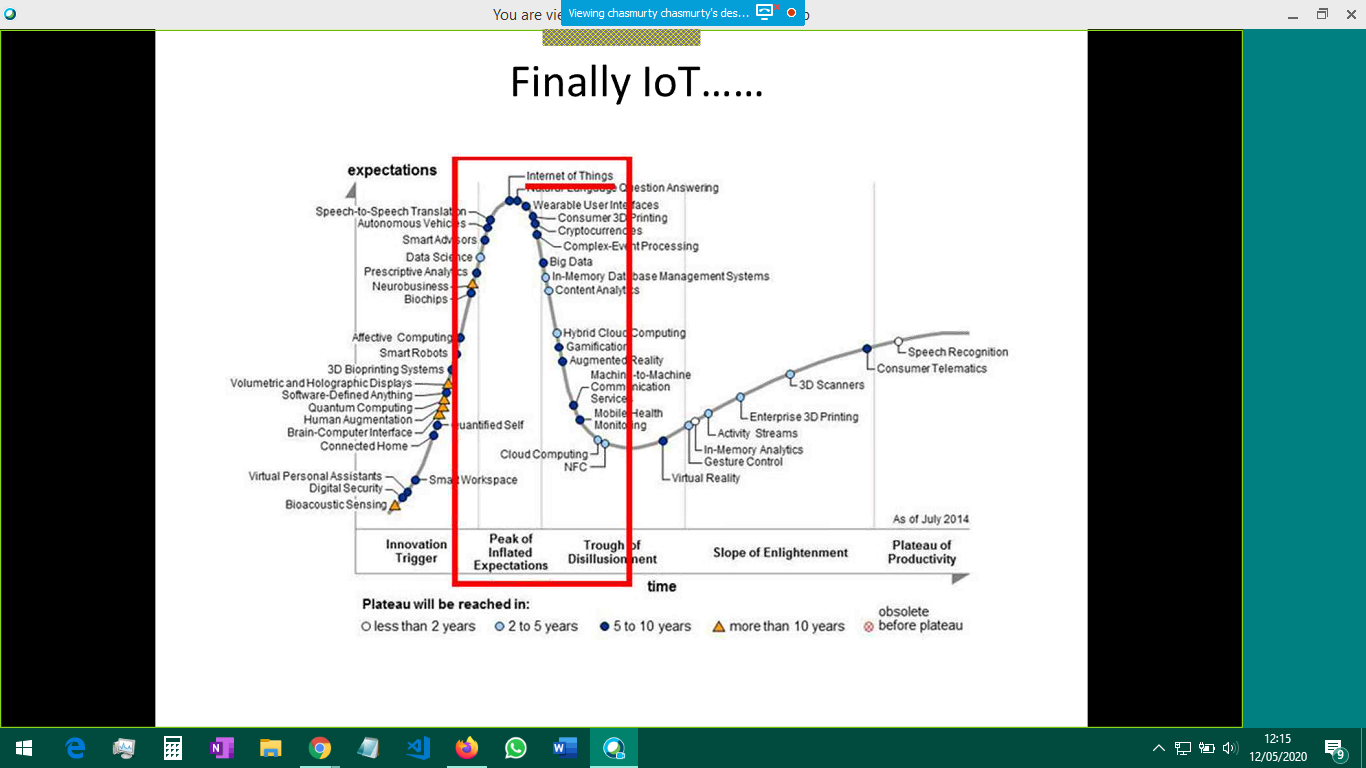 You are vie
Viewing chasmurty chasmurty's des...
Finally IoT……
expectations
Internet of Things
Natural Language Question Answering
Wearable User Interfaces
Speech-to-Speech Translation
Consumer 3D Printing
Autonomous Vehicles
Cryptocurrencies
Smart Advisors
Complex-Event Processing
Data Science
Big Data
Prescriptive Analytics
In-Memory Database Management Systems
Neurobusiness
Content Analytics
Biochips
Hybrid Cloud Computing
Affective Computing
Gamification
Smart Robots
Augmented Reality
3D Bioprinting Systems
Machine-to-Machine
Communication
Services
Volumetric and Holographic Displays
Software-Defined Anything
Quantum Computing
Mobile Health
Monitoring
Human Augmentation
Quantified Self
Brain-Computer Interface
Connected Home
Cloud Computing
NFC
Virtual Personal Assistants
Smart Workspace
Digital Security
Bioacoustic Sensing
Speech Recognition
Consumer Telematics
3D Scanners
Enterprise 3D Printing
Activity Streams
In-Memory Analytics
Gesture Control
Virtual Reality
As of July 2014
Innovation
Trigger
Peak of
Inflated
Expectations
Trough of
Disillusionment
Slope of Enlightenment
Plateau of
Productivity
time
Plateau will be reached in:
less than 2 years
2 to 5 years
5 to 10 years
more than 10 years
obsolete
before plateau
12:15
12/05/2020
9